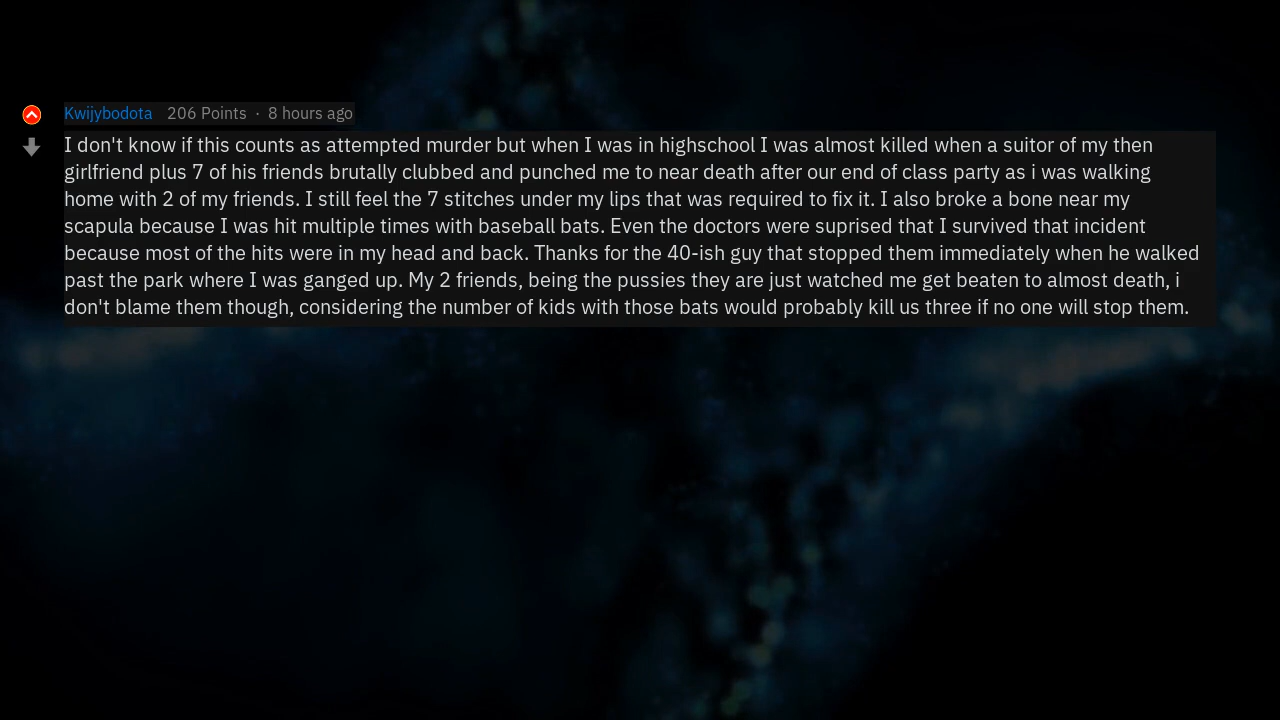 Kwijybodota 206 Points · 8 hours ago
I don't know if this counts as attempted murder but when I was in highschool I was almost killed when a suitor of my then
girlfriend plus 7 of his friends brutally clubbed and punched me to near death after our end of class party as i was walking
home with 2 of my friends. I still feel the 7 stitches under my lips that was required to fix it. I also broke a bone near my
scapula because I was hit multiple times with baseball bats. Even the doctors were suprised that I survived that incident
because most of the hits were in my head and back. Thanks for the 40-ish guy that stopped them immediately when he walked
past the park where I was ganged up. My 2 friends, being the pussies they are just watched me get beaten to almost death, i
don't blame them though, considering the number of kids with those bats would probably kill us three if no one will stop them.